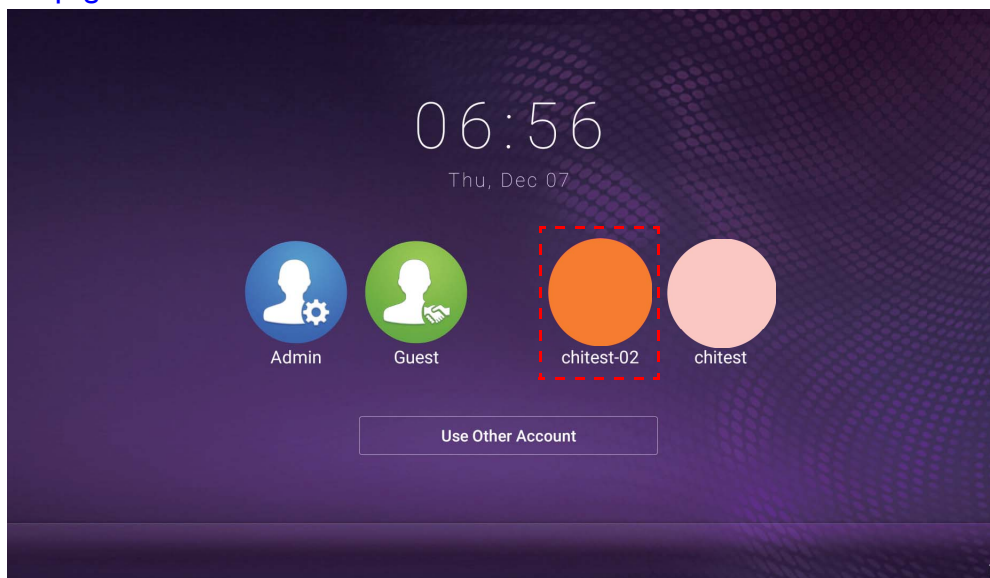 06:56
Thu, Dec 07
Admin
Guest
chitest-02
chitest
Use Other Account